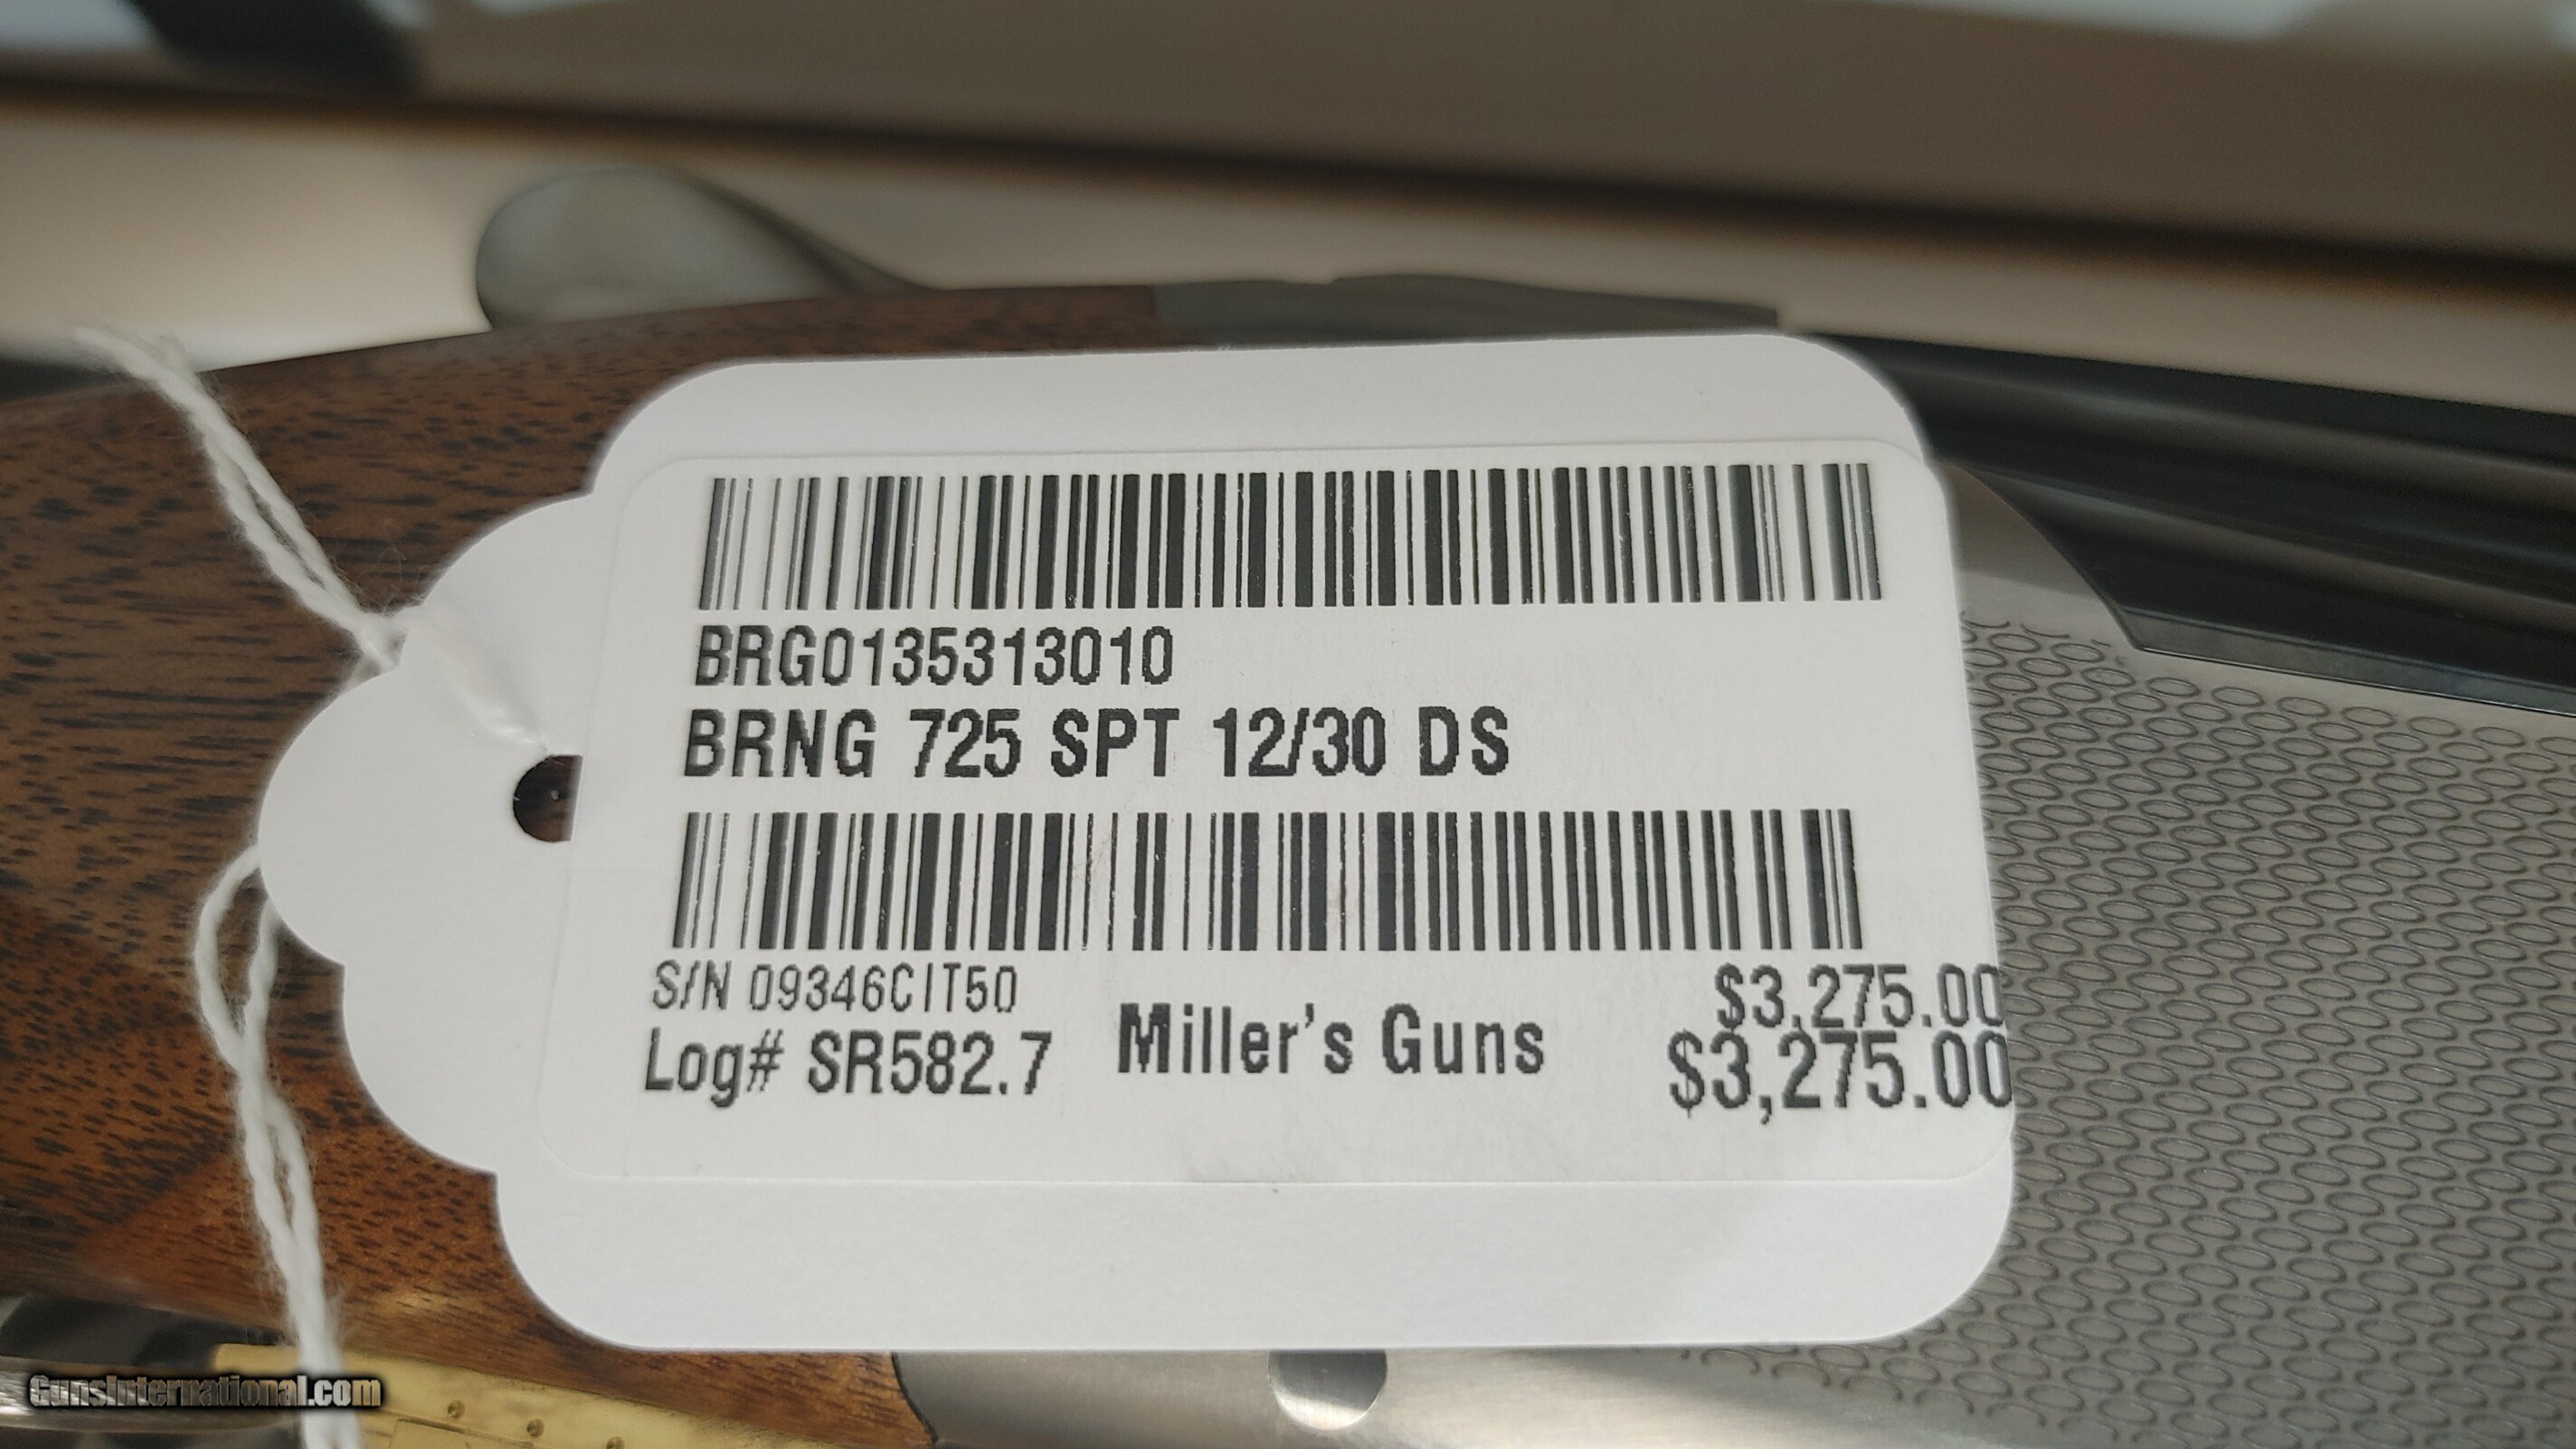 BRG0135313010
BRNG 725 SPT 12/30 DS
S/N 09346CIT50
$3,275.00
Log# SR582.7
Miller's Guns
$3,275.00
GunsInternational.com